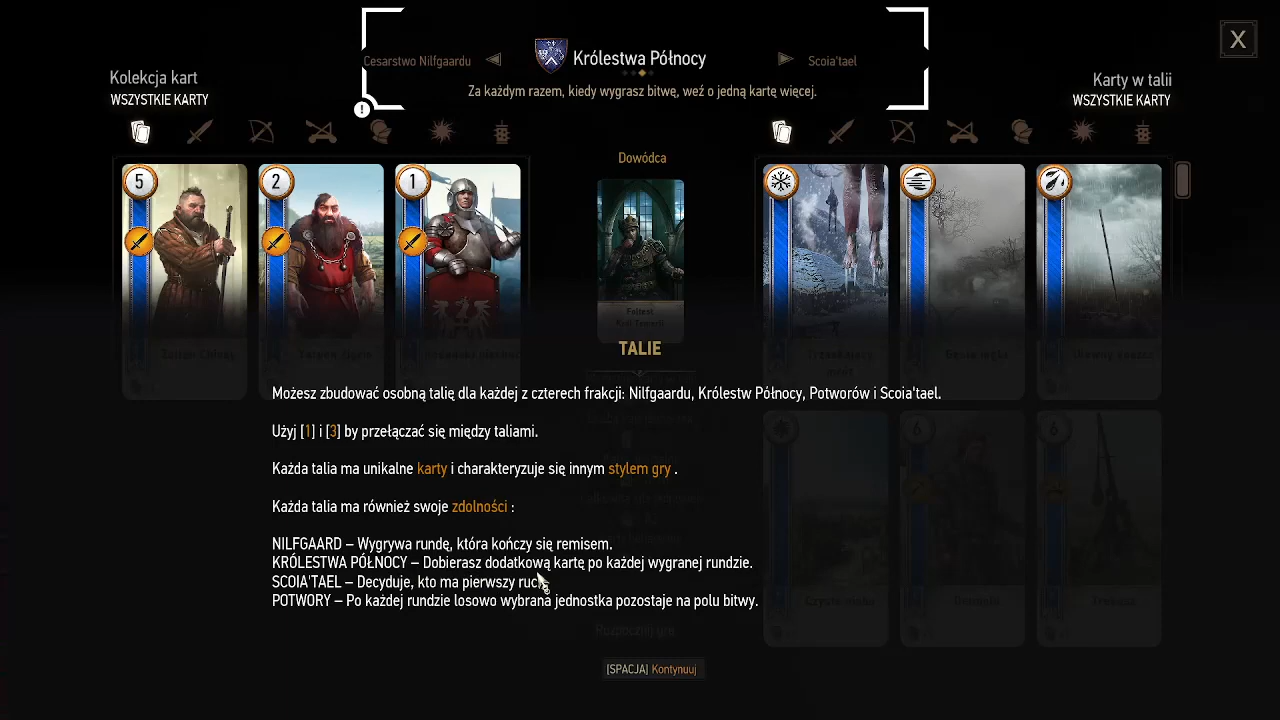 Cesarstwo Nilfgaardu
Królestwa Północy
Scoia'tael
Za każdym razem, kiedy wygrasz bitwę, weź o jedną kartę więcej.
Kolekcja kart
WSZYSTKIE KARTY
Karty w talii
WSZYSTKIE KARTY
Dowódca
5
2
1
Foltest
Król Temerii
TALIE
Możesz zbudować osobną talię dla każdej z czterech frakcji: Nilfgaardu, Królestw Północy, Potworów i Scoia'tael.
Użyj [1] i [3] by przełączać się między taliami.
Każda talia ma unikalne karty i charakteryzuje się innym stylem gry .
Każda talia ma również swoje zdolności :
NILFGAARD – Wygrywa rundę, która kończy się remisem.
KRÓLESTWA PÓŁNOCY – Dobierasz dodatkową kartę po każdej wygranej rundzie.
SCOIA'TAEL – Decyduje, kto ma pierwszy ruch.
POTWORY – Po każdej rundzie losowo wybrana jednostka pozostaje na polu bitwy.
Rozpocznij grę
[SPACJA] Kontynuuj